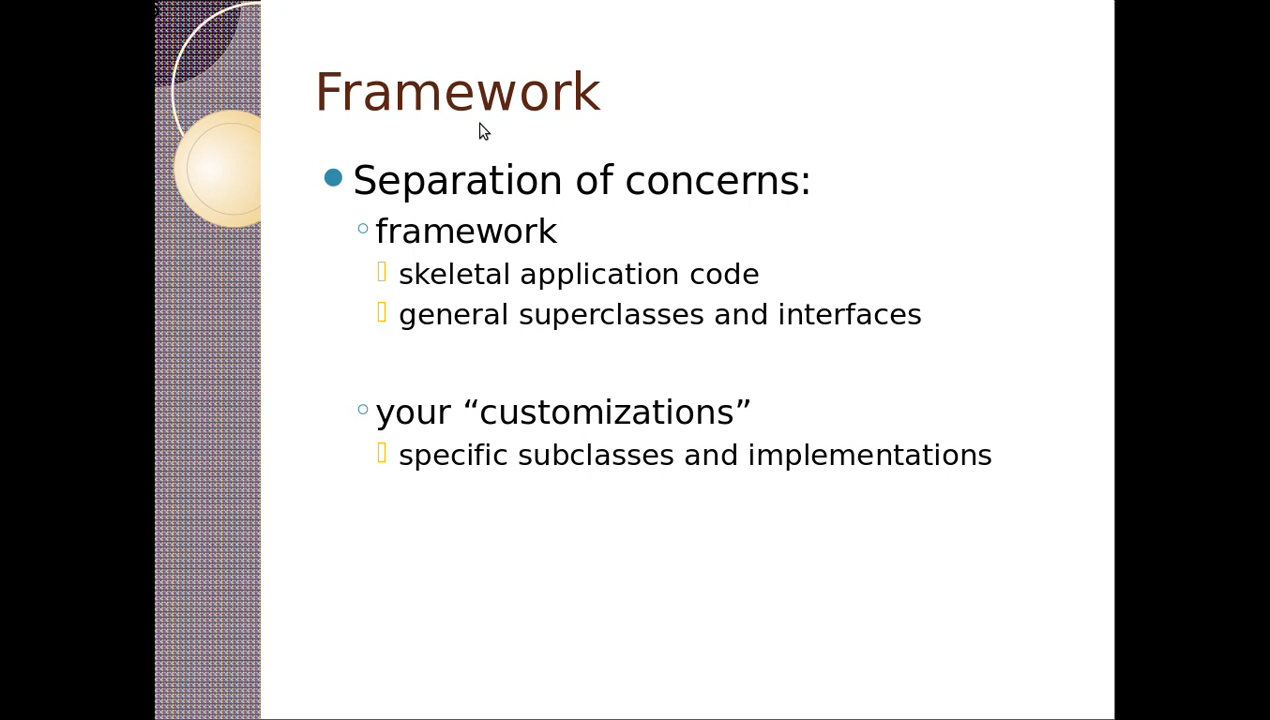 Framework
Separation of concerns:
framework
skeletal application code
general superclasses and interfaces
your “customizations”
specific subclasses and implementations